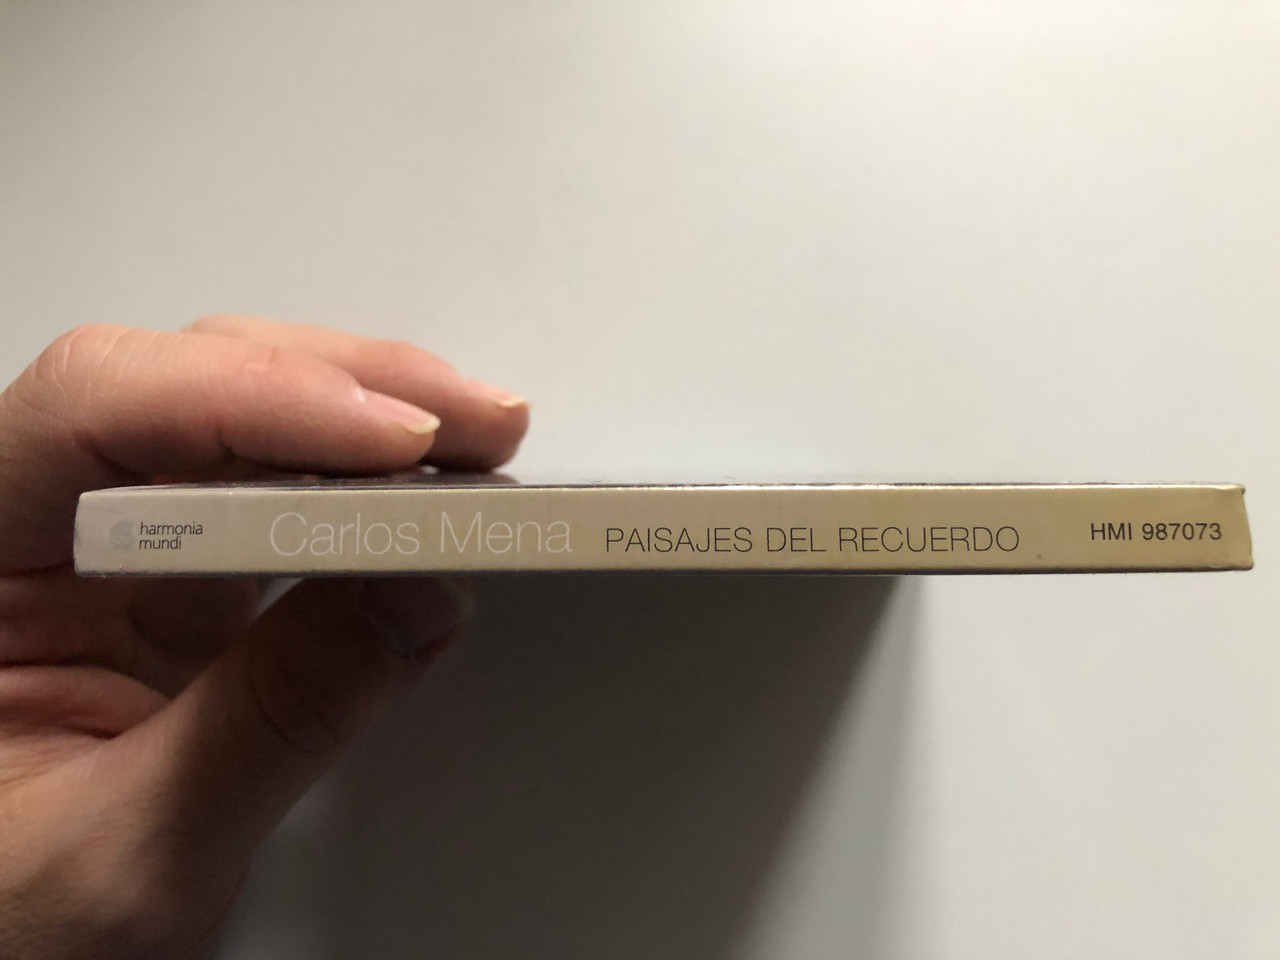 harmonia
mundi
Carlos Mena PAISAJES DEL RECUERDO HMI 987073